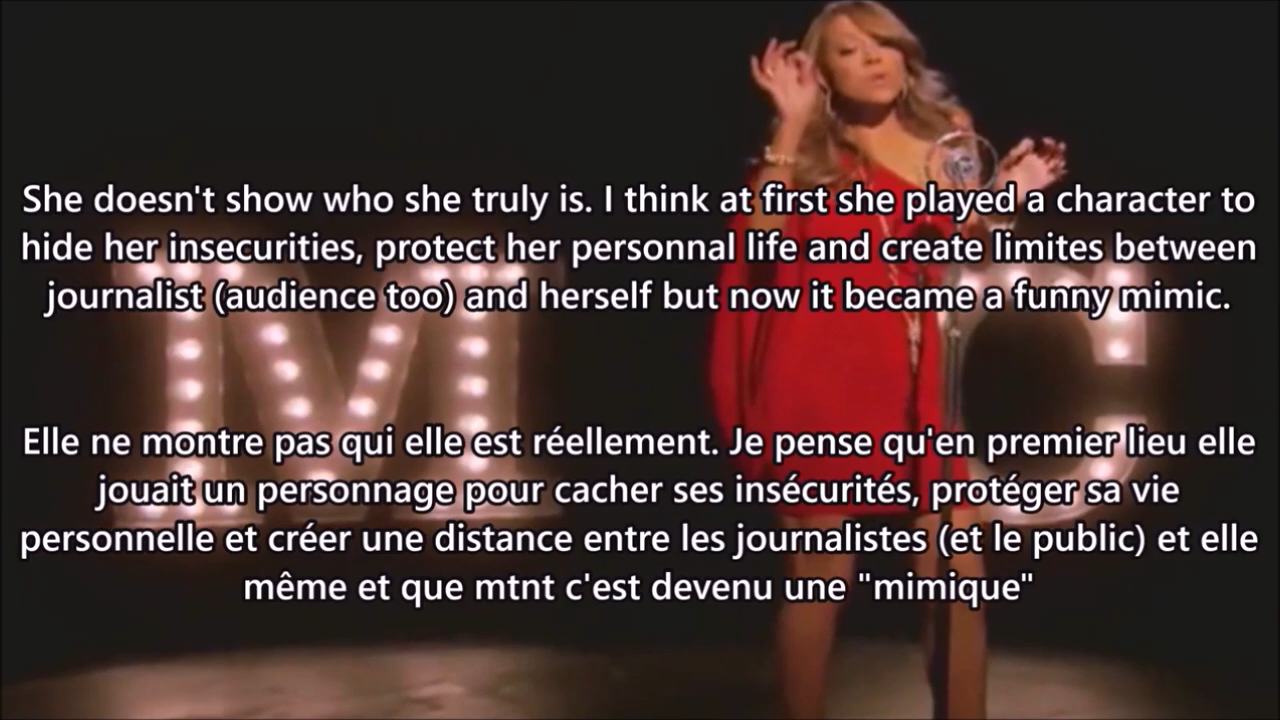 She doesn't show who she truly is. I think at first she played a character to
hide her insecurities, protect her personnal life and create limites between
journalist (audience too) and herself but now it became a funny mimic.
Elle ne montre pas qui elle est réellement. Je pense qu'en premier lieu elle
jouait un personnage pour cacher ses insécurités, protéger sa vie
personnelle et créer une distance entre les journalistes (et le public) et elle
même et que mtnt c'est devenu une "mimique"
M C